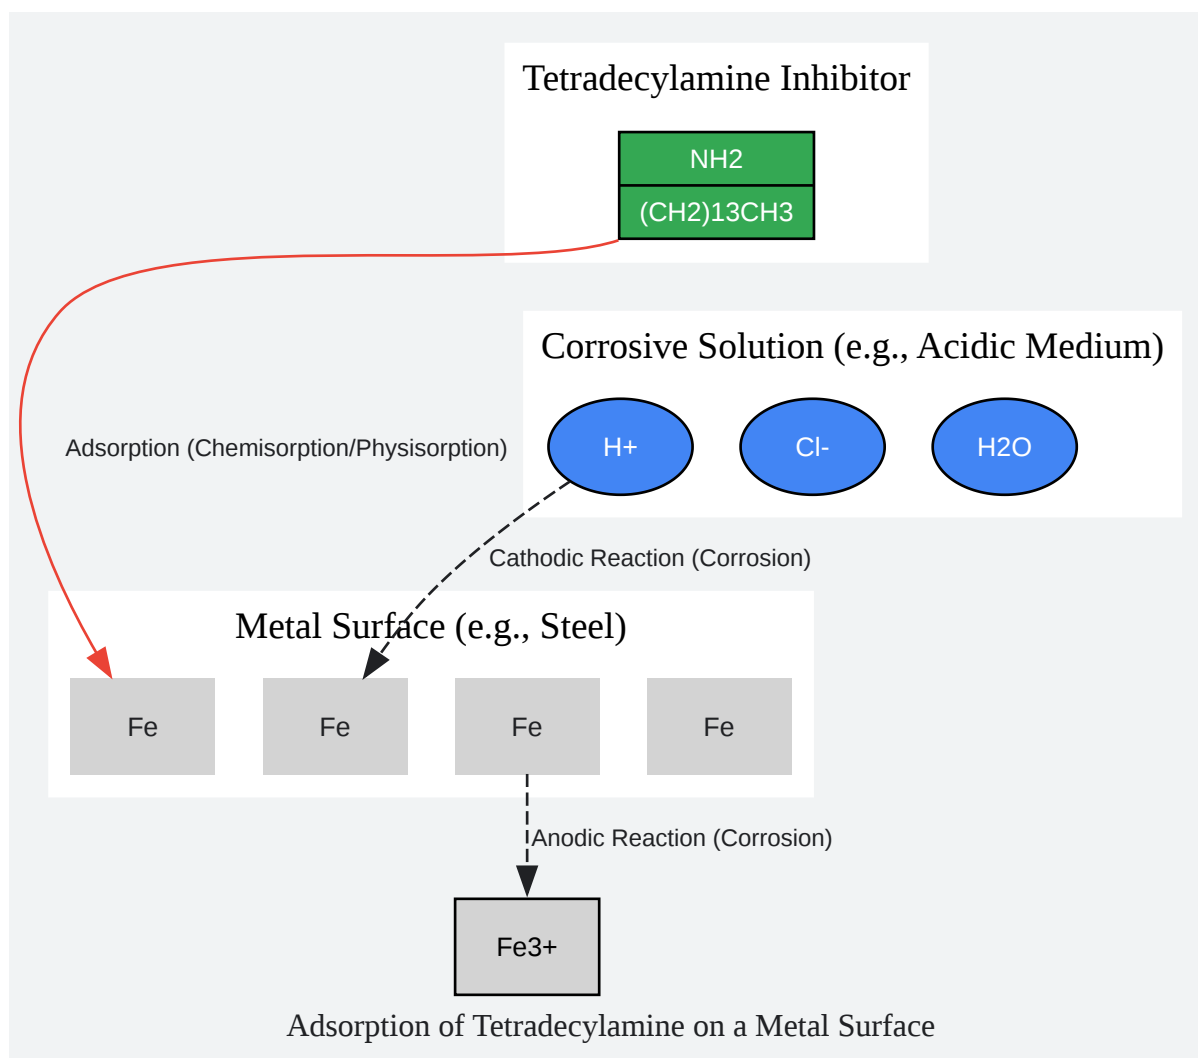 Tetradecylamine Inhibitor
NH2
(CH2)13CH3
Corrosive Solution (e.g., Acidic Medium)
H+
Cl-
H2O
Adsorption (Chemisorption/Physisorption)
Cathodic Reaction (Corrosion)
Metal Surface (e.g., Steel)
Fe
Fe
Fe
Fe
Anodic Reaction (Corrosion)
Fe3+
Adsorption of Tetradecylamine on a Metal Surface